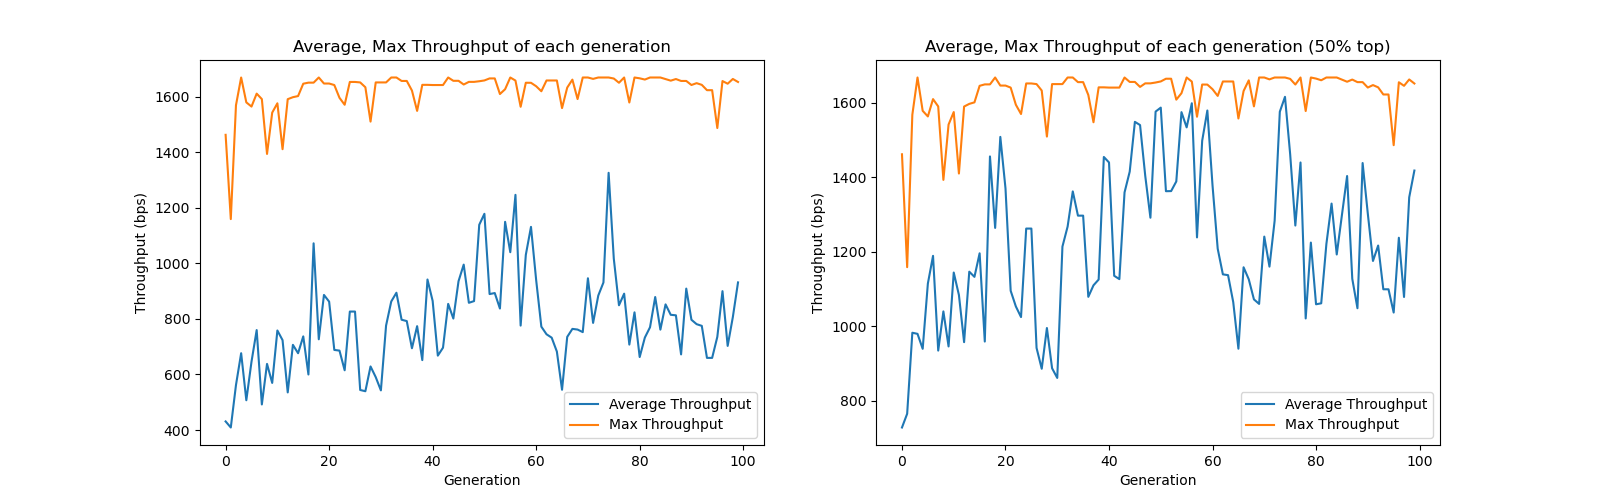 Average, Max Throughput of each generation
Throughput (bps)
1600
1400
1200
1000
800
600
400
0
20
40
60
80
100
Generation
Average Throughput
Max Throughput
Average, Max Throughput of each generation (50% top)
Throughput (bps)
1600
1400
1200
1000
800
0
20
40
60
80
100
Generation
Average Throughput
Max Throughput